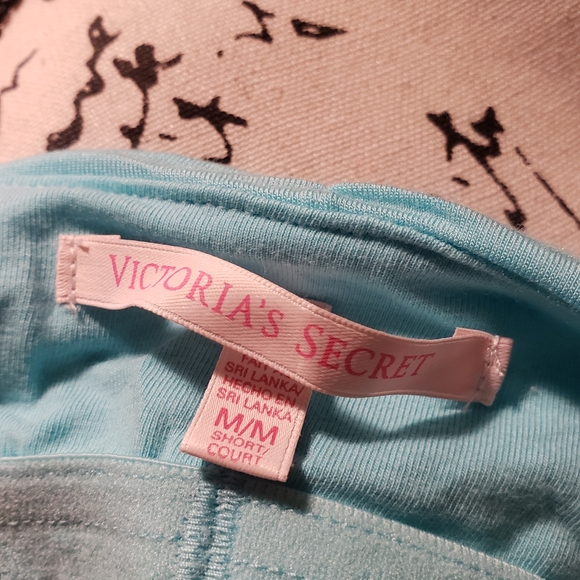 VICTORIA'S SECRET
SRI LANKA/
HECHO EN
SRI LANKA
M/M
SHORT/
COURT